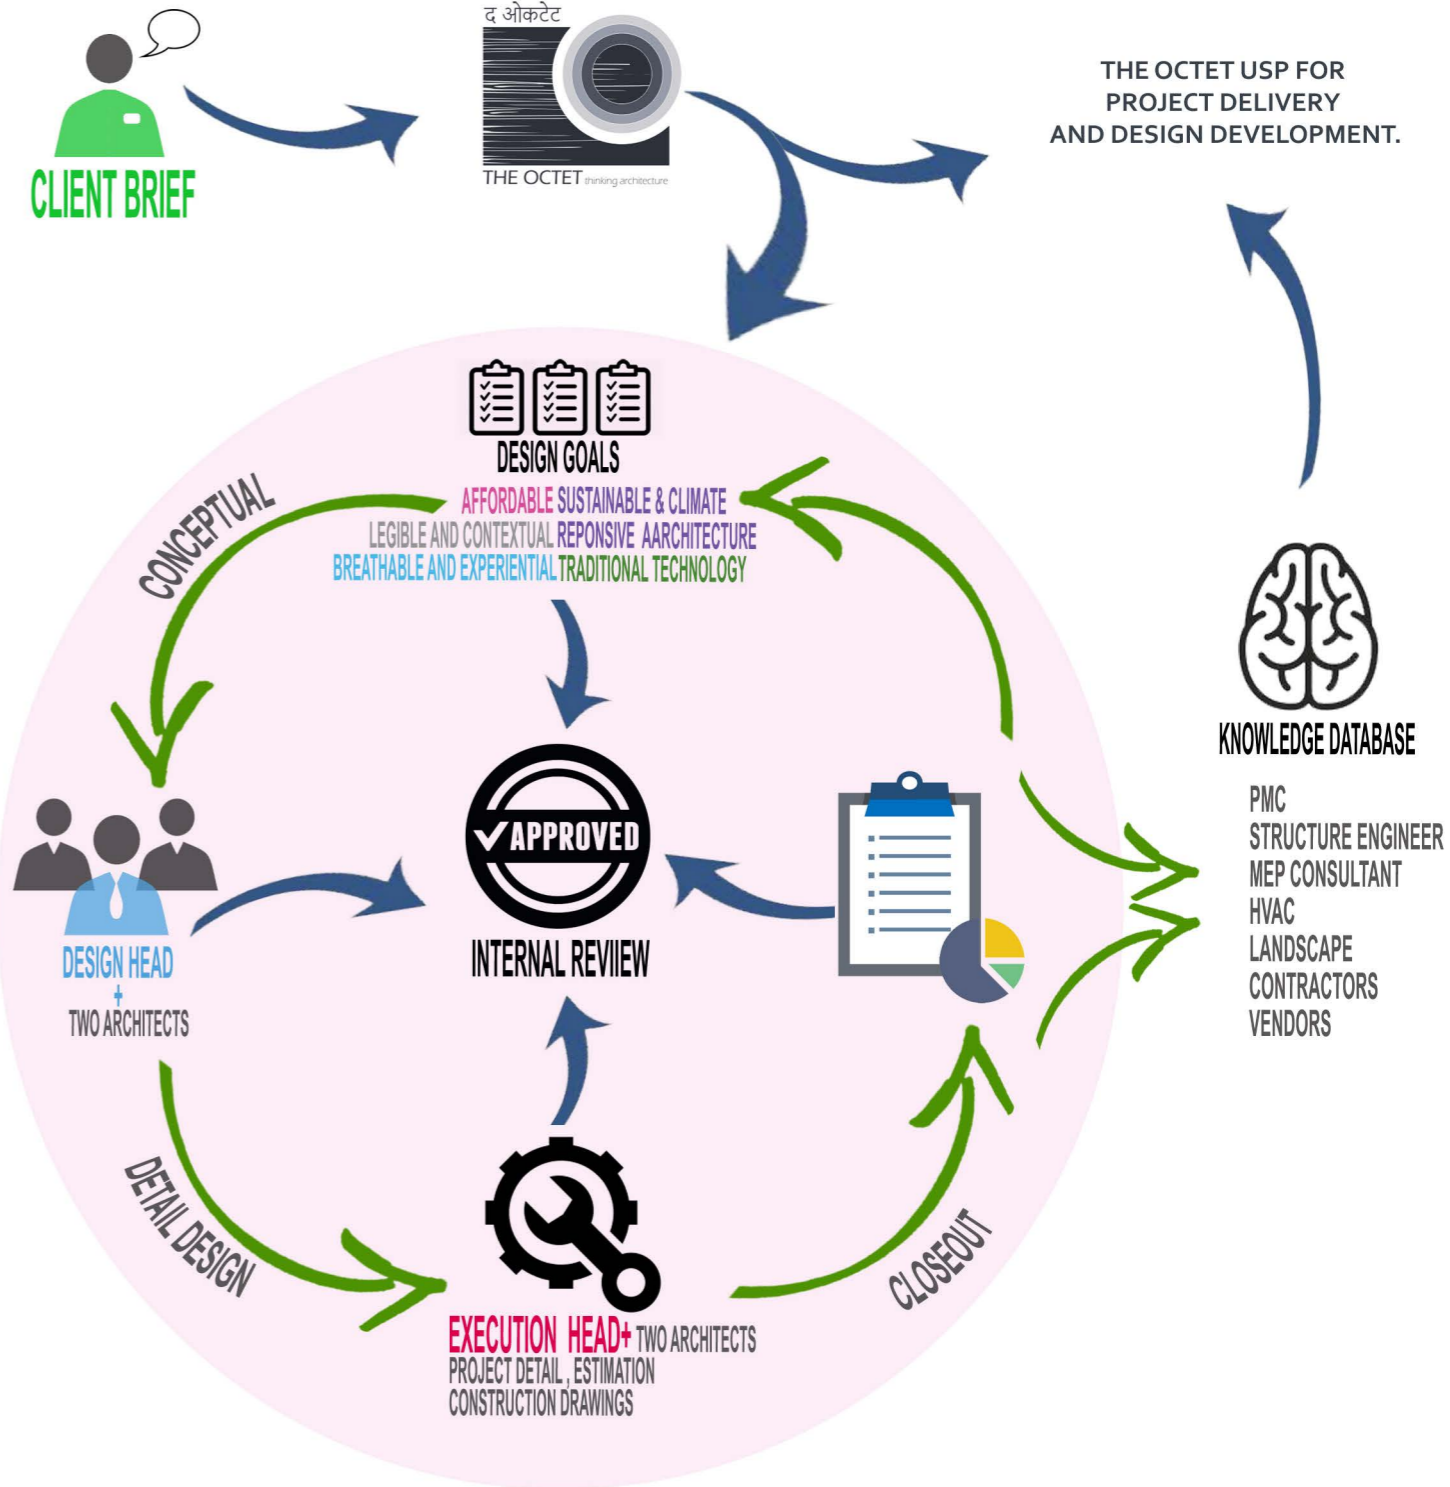 द ओकटेट
THE OCTET thinking architecture
CLIENT BRIEF
THE OCTET USP FOR
PROJECT DELIVERY
AND DESIGN DEVELOPMENT.
DESIGN GOALS
AFFORDABLE SUSTAINABLE & CLIMATE
LEGIBLE AND CONTEXTUAL REPONSIVE AARCHITECTURE
BREATHABLE AND EXPERIENTIAL TRADITIONAL TECHNOLOGY
CONCEPTUAL
APPROVED
INTERNAL REVIIEW
DESIGN HEAD
+
TWO ARCHITECTS
KNOWLEDGE DATABASE
PMC
STRUCTURE ENGINEER
MEP CONSULTANT
HVAC
LANDSCAPE
CONTRACTORS
VENDORS
DETAIL DESIGN
CLOSEOUT
EXECUTION HEAD+ TWO ARCHITECTS
PROJECT DETAIL , ESTIMATION
CONSTRUCTION DRAWINGS